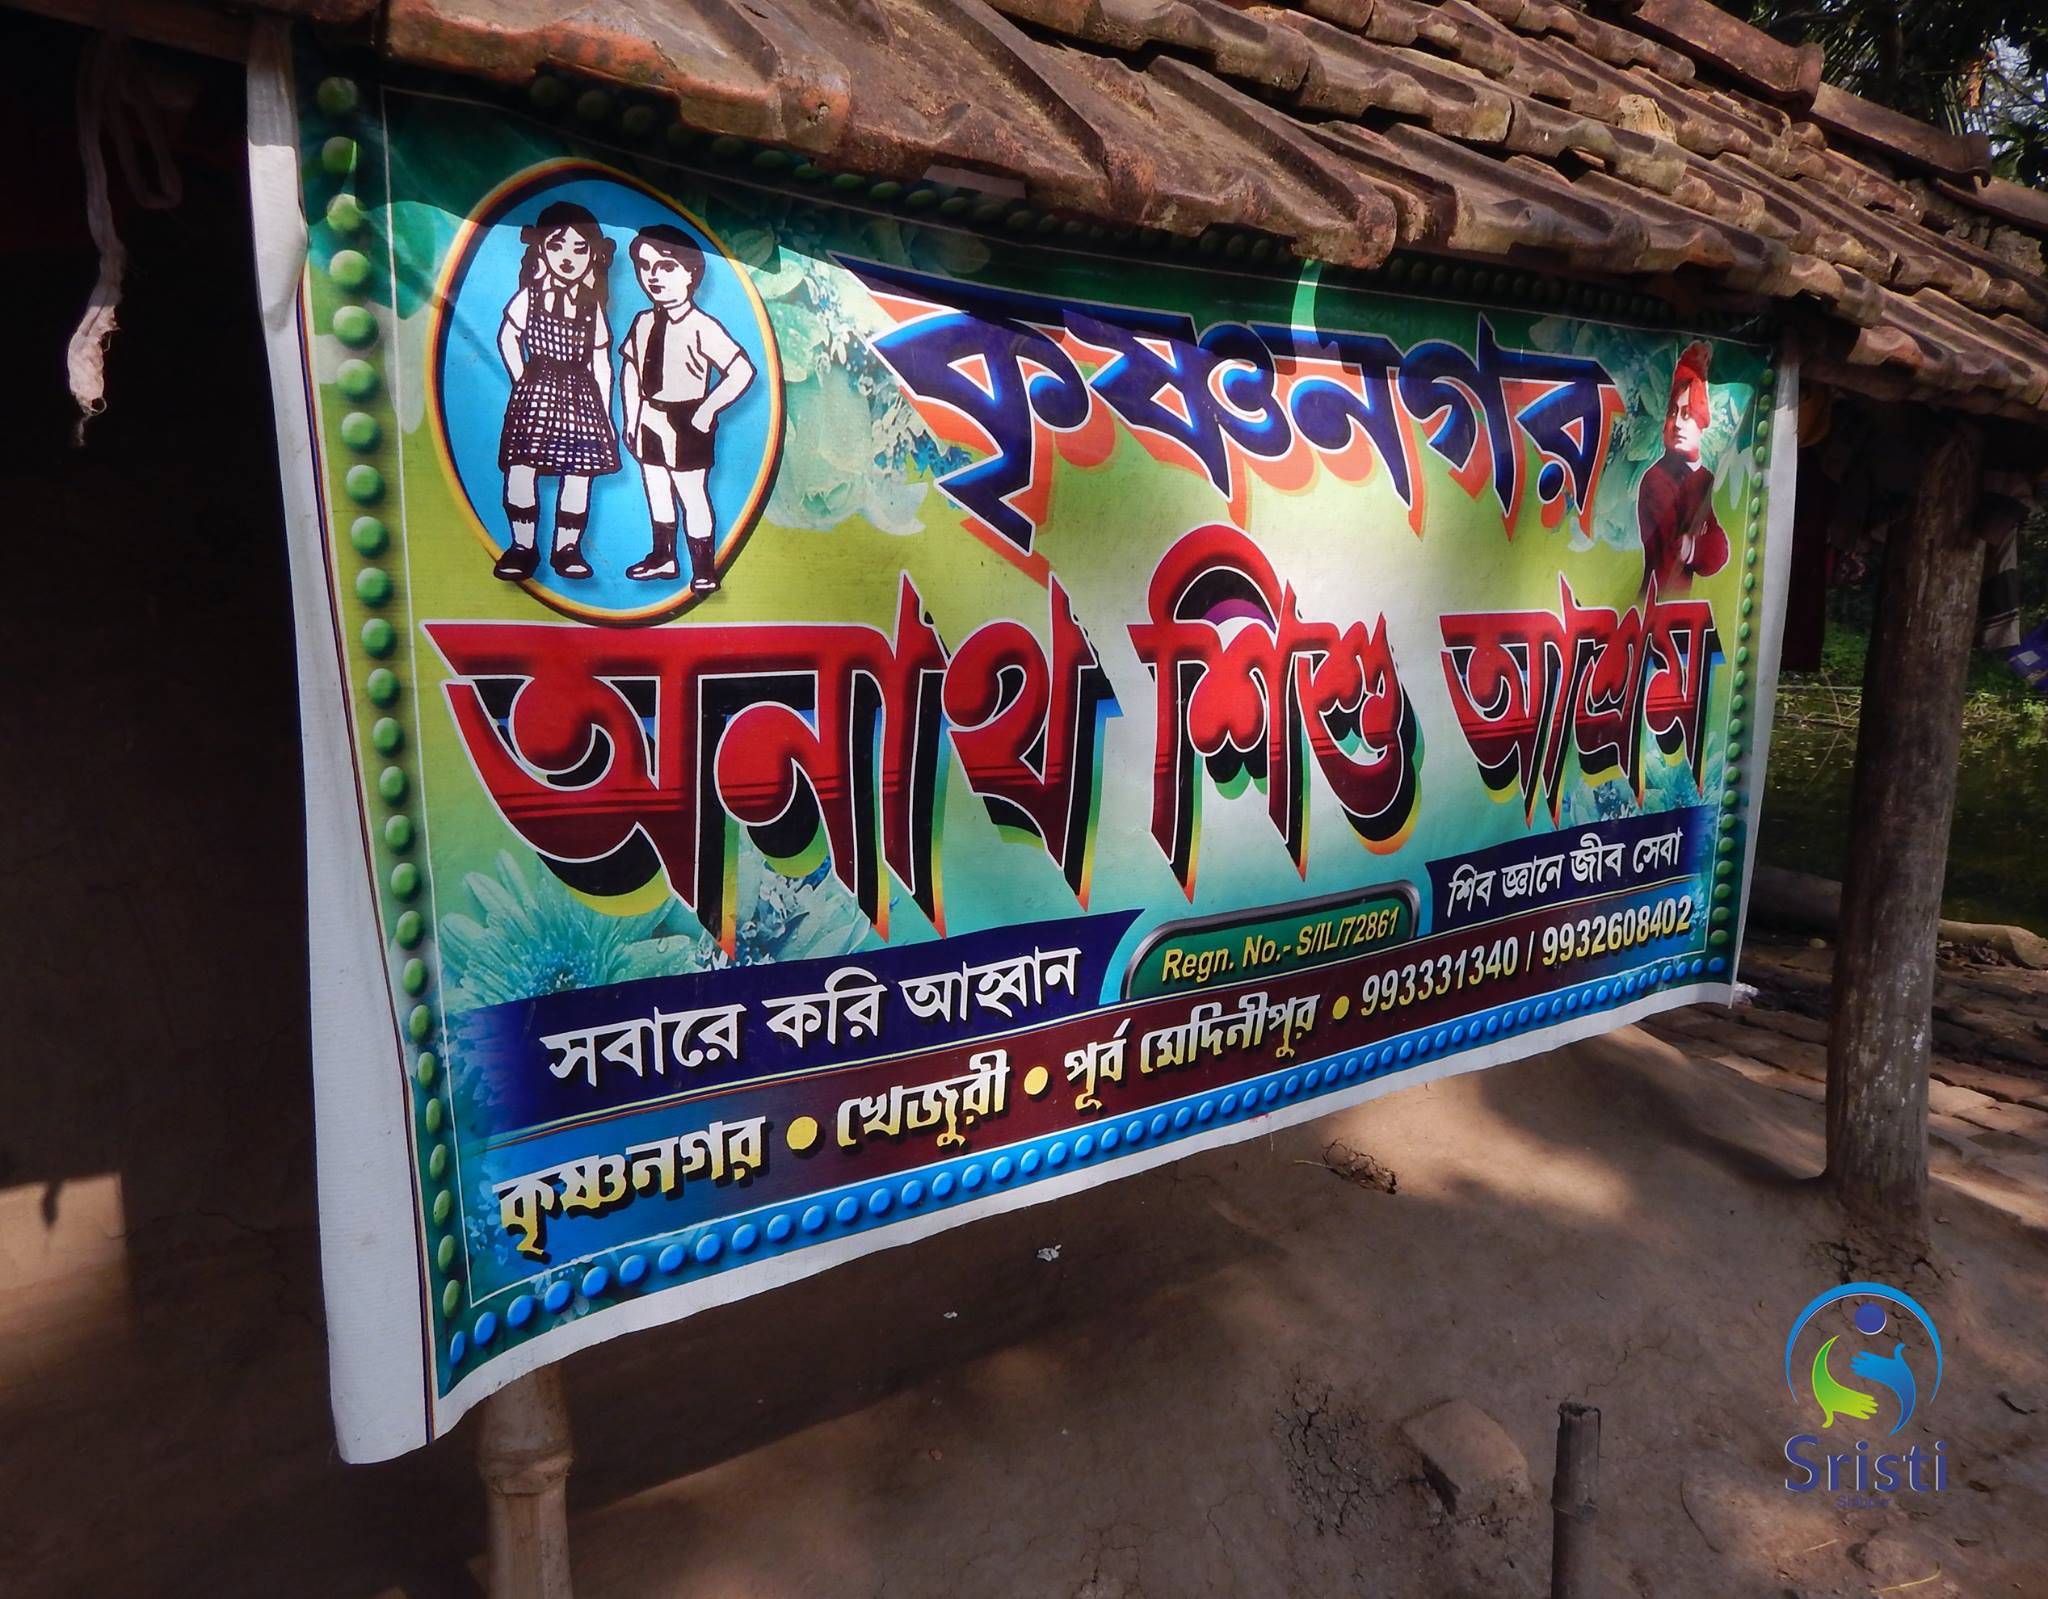 কৃষ্ণনগর
অনাথ শিশু আশ্রম
সবারে করি আহ্বান
Regn. No.- S/IL/72861
শিব জ্ঞানে জীব সেবা
কৃষ্ণনগর • খেজুরী • পূর্ব মেদিনীপুর • 993331340 / 9932608402
Sristi